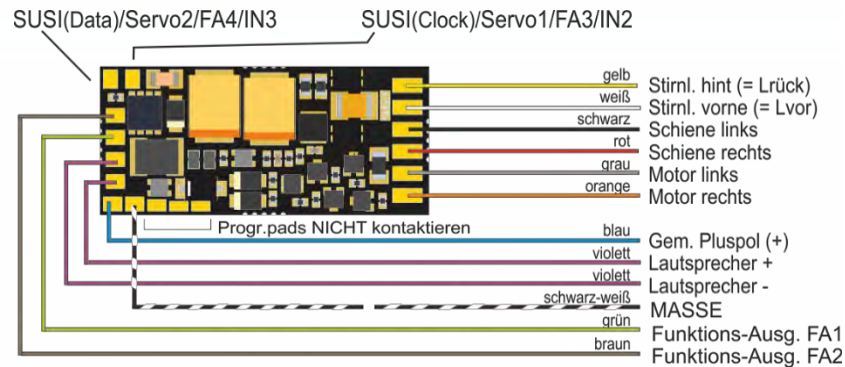 SUSI(Data)/Servo2/FA4/IN3
SUSI(Clock)/Servo1/FA3/IN2
gelb Stirnl. hint (= Lrück)
weiß Stirnl. vorne (= Lvor)
schwarz Schiene links
rot Schiene rechts
grau Motor links
orange Motor rechts
Progr.pads NICHT kontaktieren
blau Gem. Pluspol (+)
violett Lautsprecher +
violett Lautsprecher -
schwarz-weiß MASSE
grün Funktions-Ausg. FA1
braun Funktions-Ausg. FA2